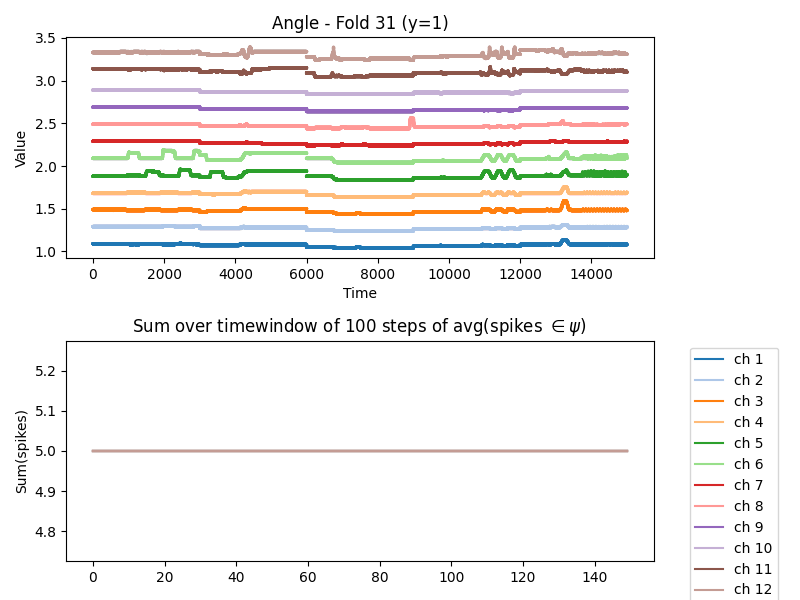 Angle - Fold 31 (y=1)
3.5
3.0
2.5
2.0
1.5
1.0
Value
0 2000 4000 6000 8000 10000 12000 14000
Time
Sum over timewindow of 100 steps of avg(spikes ∈ ψ)
5.2
5.1
5.0
4.9
4.8
Sum(spikes)
0 20 40 60 80 100 120 140
ch 1
ch 2
ch 3
ch 4
ch 5
ch 6
ch 7
ch 8
ch 9
ch 10
ch 11
ch 12